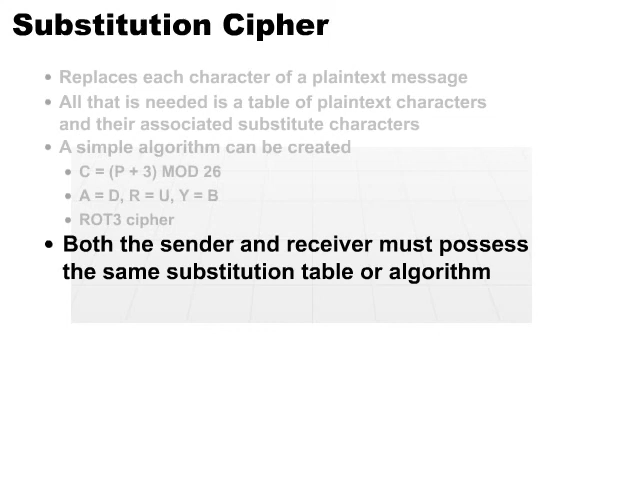 Substitution Cipher
• Replaces each character of a plaintext message
• All that is needed is a table of plaintext characters
and their associated substitute characters
• A simple algorithm can be created
• C = (P + 3) MOD 26
• A = D, R = U, Y = B
• ROT3 cipher
• Both the sender and receiver must possess
the same substitution table or algorithm